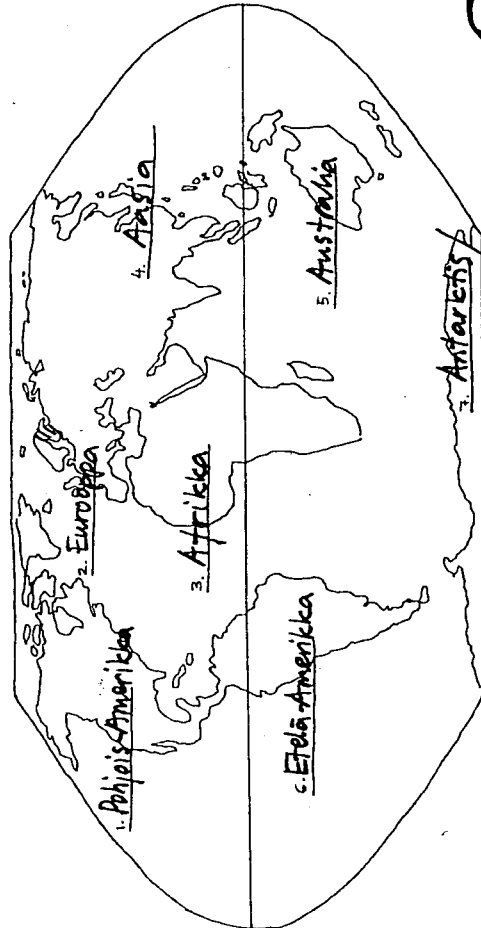 1. Pohjois-Amerikka
2. Eurooppa
3. Afrikka
4. Aasia
5. Australia
6. Etelä-Amerikka
7. Antarktis